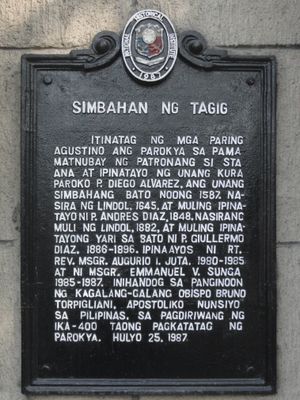 NATIONAL HISTORICAL INSTITUTE
1987
SIMBAHAN NG TAGIG
ITINATAG NG MGA PARING
AGUSTINO ANG PAROKYA SA PAMA
MATNUBAY NG PATRONANG SI STA
ANA AT IPINATAYO NG UNANG KURA
PAROKO P. DIEGO ALVAREZ, ANG UNANG
SIMBAHANG BATO NOONG 1587. NA-
SIRA NG LINDOL, 1645, AT MULING IPINA-
TAYO NI P. ANDRES DIAZ, 1848. NASIRANG
MULI NG LINDOL, 1882, AT MULING IPINA-
TAYONG YARI SA BATO NI P. GUILLERMO
DIAZ, 1886-1896. IPINAAYOS NI RT.
REV. MSGR. AUGURIO I. JUTA, 1980-1985
AT NI MSGR. EMMANUEL V. SUNGA
1985-1987. INIHANDOG SA PANGINOON
NG KAGALANG-GALANG OBISPO BRUNO
TORPIGLIANI, APOSTOLIKO NUNSIYO
SA PILIPINAS, SA PAGDIRIWANG NG
IKA-400 TAONG PAGKATATAG NG
PAROKYA. HULYO 25, 1987